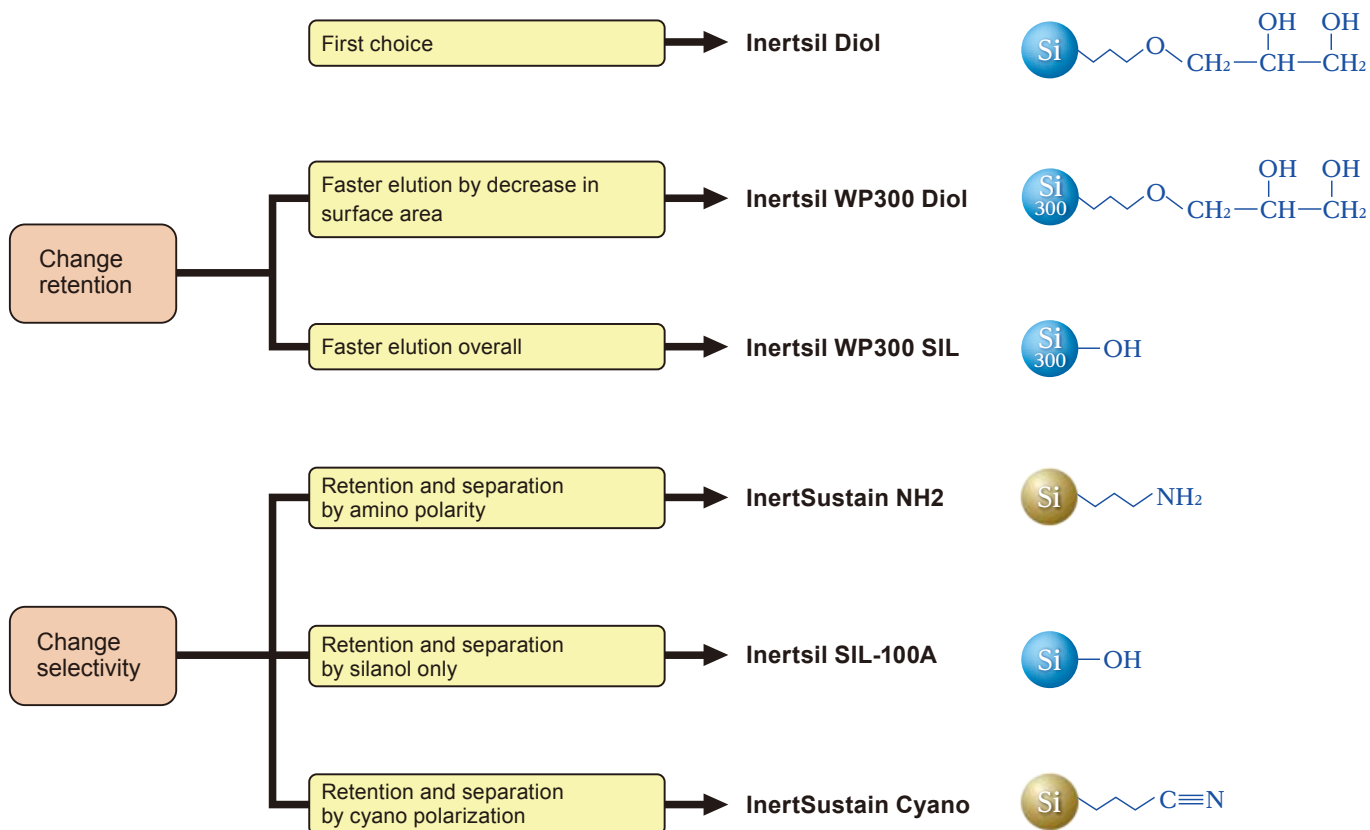 First choice
Inertsil Diol
Si
O
CH₂—CH—CH₂
OH OH
Change
retention
Faster elution by decrease in
surface area
Inertsil WP300 Diol
Si
300
O
CH₂—CH—CH₂
OH OH
Faster elution overall
Inertsil WP300 SIL
Si
300
OH
Change
selectivity
Retention and separation
by amino polarity
InertSustain NH2
Si
NH₂
Retention and separation
by silanol only
Inertsil SIL-100A
Si
OH
Retention and separation
by cyano polarization
InertSustain Cyano
Si
C≡N